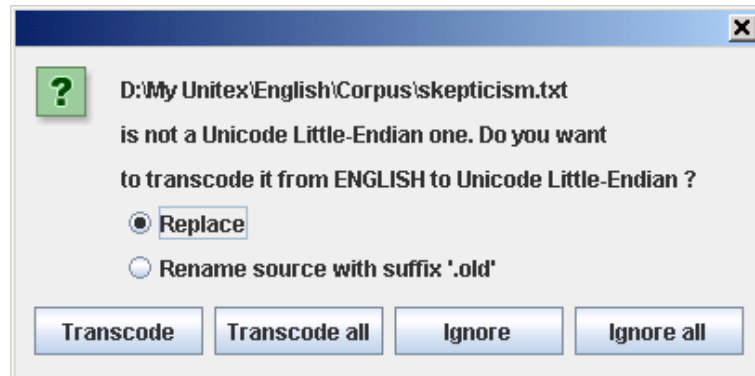 ?
D:\My Unitex\English\Corpus\skepticism.txt
is not a Unicode Little-Endian one. Do you want
to transcode it from ENGLISH to Unicode Little-Endian ?
Replace
Rename source with suffix '.old'
Transcode Transcode all Ignore Ignore all